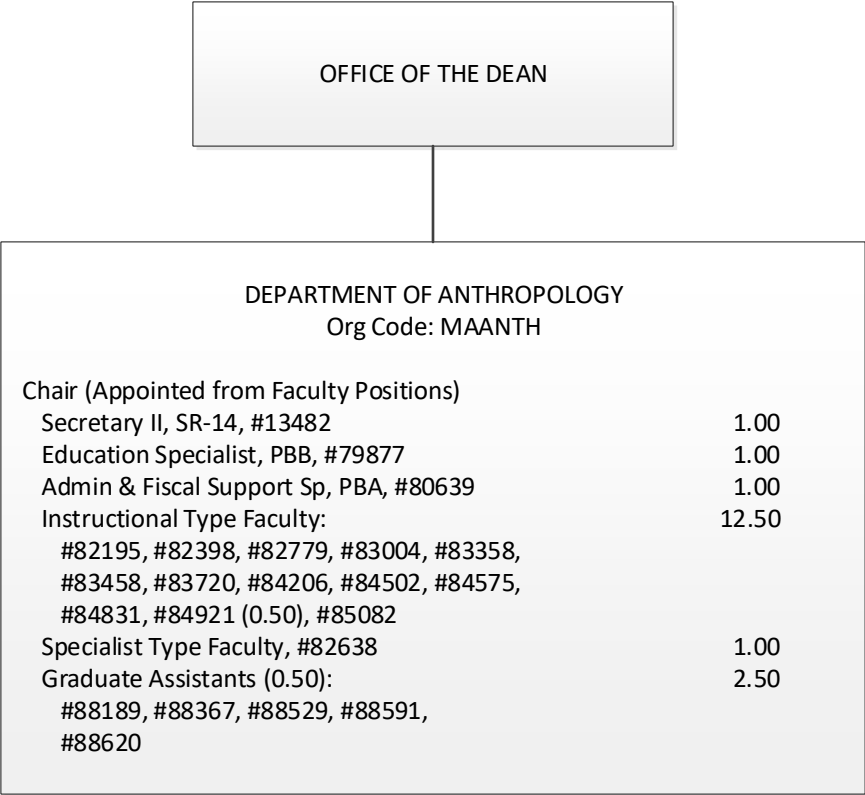 OFFICE OF THE DEAN
DEPARTMENT OF ANTHROPOLOGY
Org Code: MAANTH
Chair (Appointed from Faculty Positions)
Secretary II, SR-14, #13482 1.00
Education Specialist, PBB, #79877 1.00
Admin & Fiscal Support Sp, PBA, #80639 1.00
Instructional Type Faculty: 12.50
#82195, #82398, #82779, #83004, #83358,
#83458, #83720, #84206, #84502, #84575,
#84831, #84921 (0.50), #85082
Specialist Type Faculty, #82638 1.00
Graduate Assistants (0.50): 2.50
#88189, #88367, #88529, #88591,
#88620